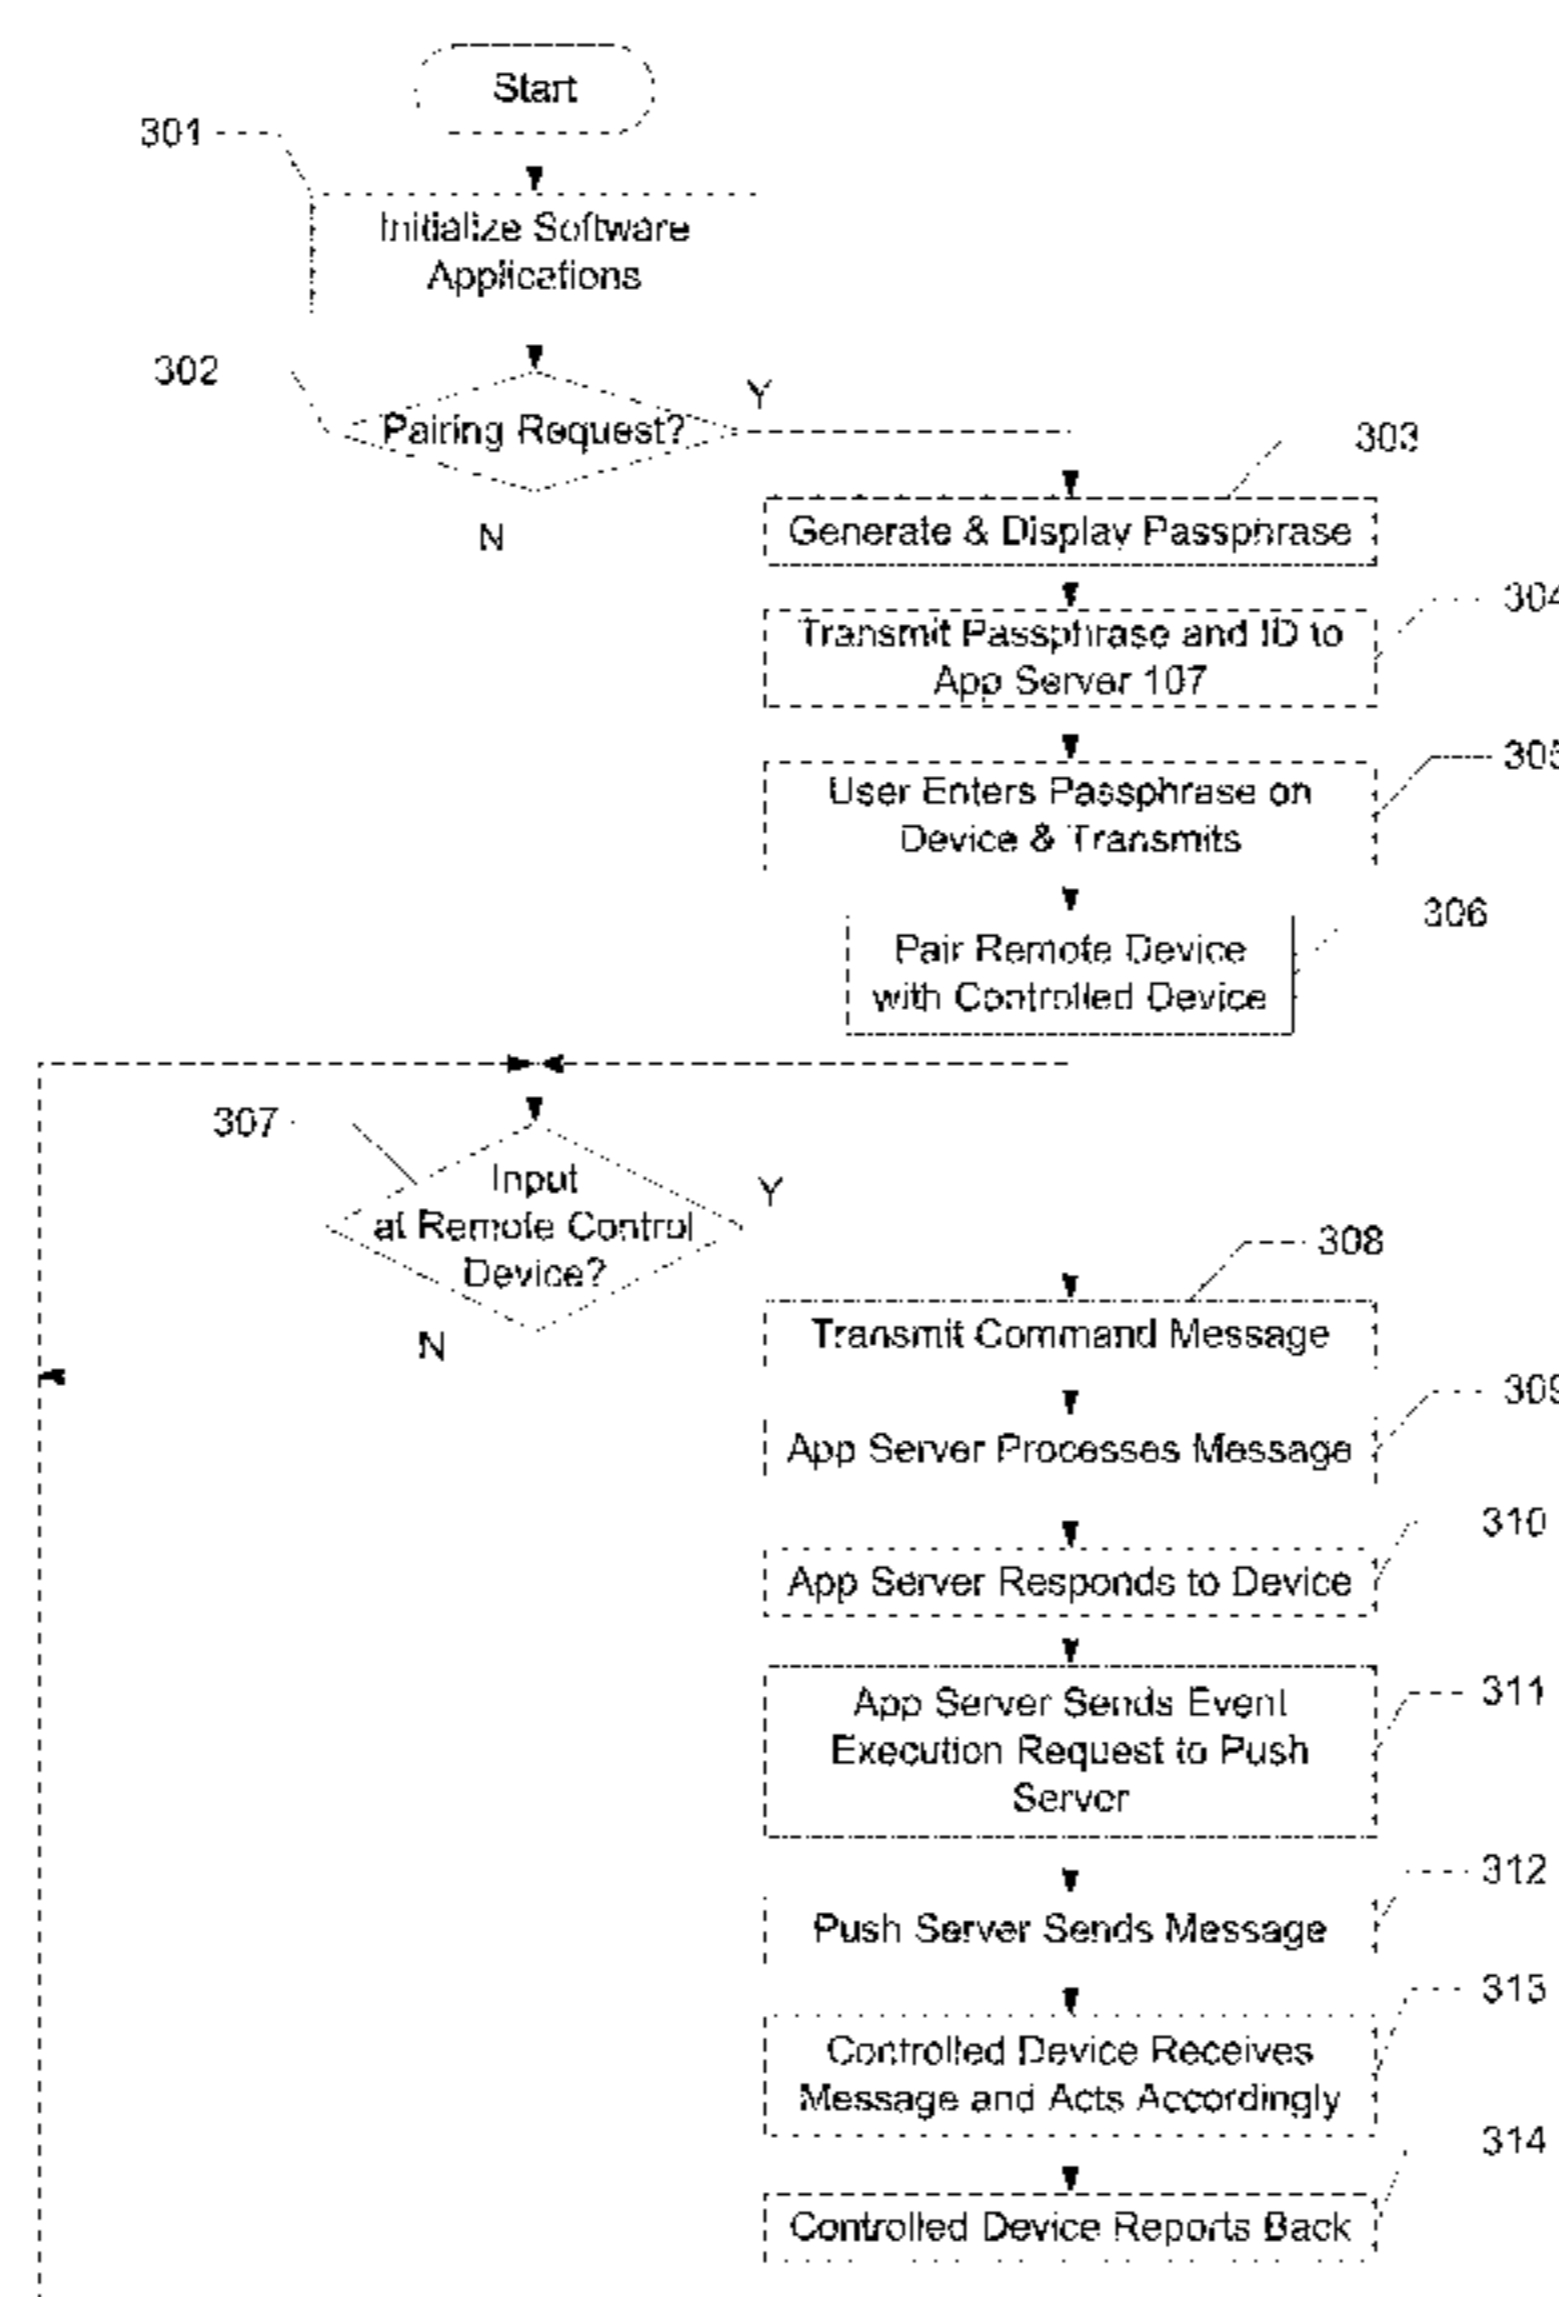 Start
301
Initialize Software
Applications
302
Pairing Request?
Y
N
303
Generate & Display Passphrase
304
Transmit Passphrase and ID to
App Server 107
305
User Enters Passphrase on
Device & Transmits
306
Pair Remote Device
with Controlled Device
307
Input
at Remote Control
Device?
Y
N
308
Transmit Command Message
309
App Server Processes Message
310
App Server Responds to Device
311
App Server Sends Event
Execution Request to Push
Server
312
Push Server Sends Message
313
Controlled Device Receives
Message and Acts Accordingly
314
Controlled Device Reports Back